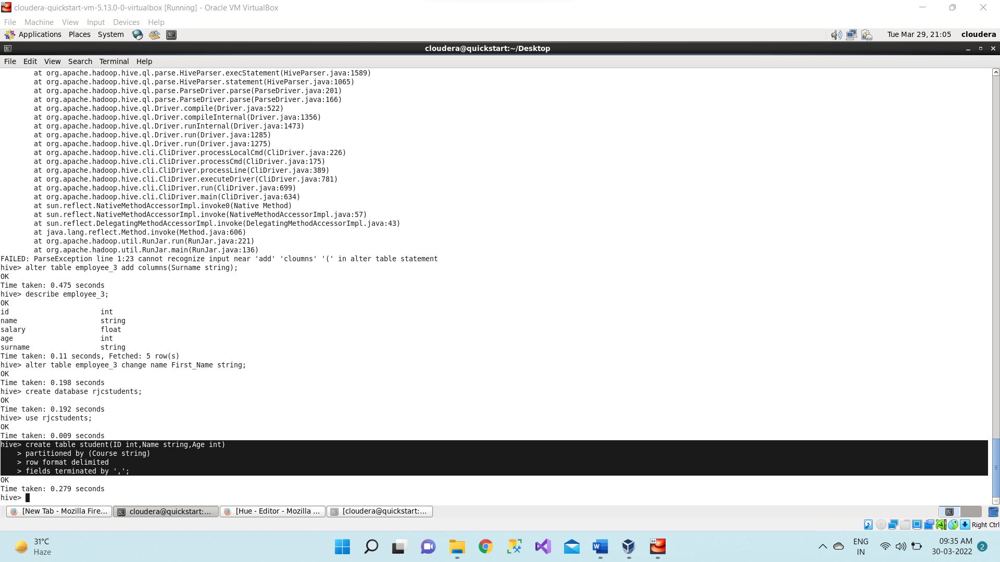 cloudera-quickstart-vm-5.13.0-0-virtualbox [Running] - Oracle VM VirtualBox
File Machine View Input Devices Help
Applications Places System Tue Mar 29, 21:05 cloudera
cloudera@quickstart:~/Desktop
File Edit View Search Terminal Help
at org.apache.hadoop.hive.ql.parse.HiveParser.execStatement(HiveParser.java:1589)
at org.apache.hadoop.hive.ql.parse.HiveParser.statement(HiveParser.java:1065)
at org.apache.hadoop.hive.ql.parse.ParseDriver.parse(ParseDriver.java:201)
at org.apache.hadoop.hive.ql.parse.ParseDriver.parse(ParseDriver.java:166)
at org.apache.hadoop.hive.ql.Driver.compile(Driver.java:522)
at org.apache.hadoop.hive.ql.Driver.compileInternal(Driver.java:1356)
at org.apache.hadoop.hive.ql.Driver.runInternal(Driver.java:1473)
at org.apache.hadoop.hive.ql.Driver.run(Driver.java:1285)
at org.apache.hadoop.hive.ql.Driver.run(Driver.java:1275)
at org.apache.hadoop.hive.cli.CliDriver.processLocalCmd(CliDriver.java:226)
at org.apache.hadoop.hive.cli.CliDriver.processCmd(CliDriver.java:175)
at org.apache.hadoop.hive.cli.CliDriver.processLine(CliDriver.java:389)
at org.apache.hadoop.hive.cli.CliDriver.executeDriver(CliDriver.java:781)
at org.apache.hadoop.hive.cli.CliDriver.run(CliDriver.java:699)
at org.apache.hadoop.hive.cli.CliDriver.main(CliDriver.java:634)
at sun.reflect.NativeMethodAccessorImpl.invoke0(Native Method)
at sun.reflect.NativeMethodAccessorImpl.invoke(NativeMethodAccessorImpl.java:57)
at sun.reflect.DelegatingMethodAccessorImpl.invoke(DelegatingMethodAccessorImpl.java:43)
at java.lang.reflect.Method.invoke(Method.java:606)
at org.apache.hadoop.util.RunJar.run(RunJar.java:221)
at org.apache.hadoop.util.RunJar.main(RunJar.java:136)
FAILED: ParseException line 1:23 cannot recognize input near 'add' 'cloumns' '(' in alter table statement
hive> alter table employee_3 add columns(Surname string);
OK
Time taken: 0.475 seconds
hive> describe employee_3;
OK
id int
name string
salary float
age int
surname string
Time taken: 0.11 seconds, Fetched: 5 row(s)
hive> alter table employee_3 change name First_Name string;
OK
Time taken: 0.198 seconds
hive> create database rjcstudents;
OK
Time taken: 0.192 seconds
hive> use rjcstudents;
OK
Time taken: 0.009 seconds
hive> create table student(ID int,Name string,Age int)
> partitioned by (Course string)
> row format delimited
> fields terminated by ',';
OK
Time taken: 0.279 seconds
hive>
[New Tab - Mozilla Fire... cloudera@quickstart:... [Hue - Editor - Mozilla ... [cloudera@quickstart:...
Right Ctrl
31°C
Haze
ENG
IN
09:35 AM
30-03-2022
2